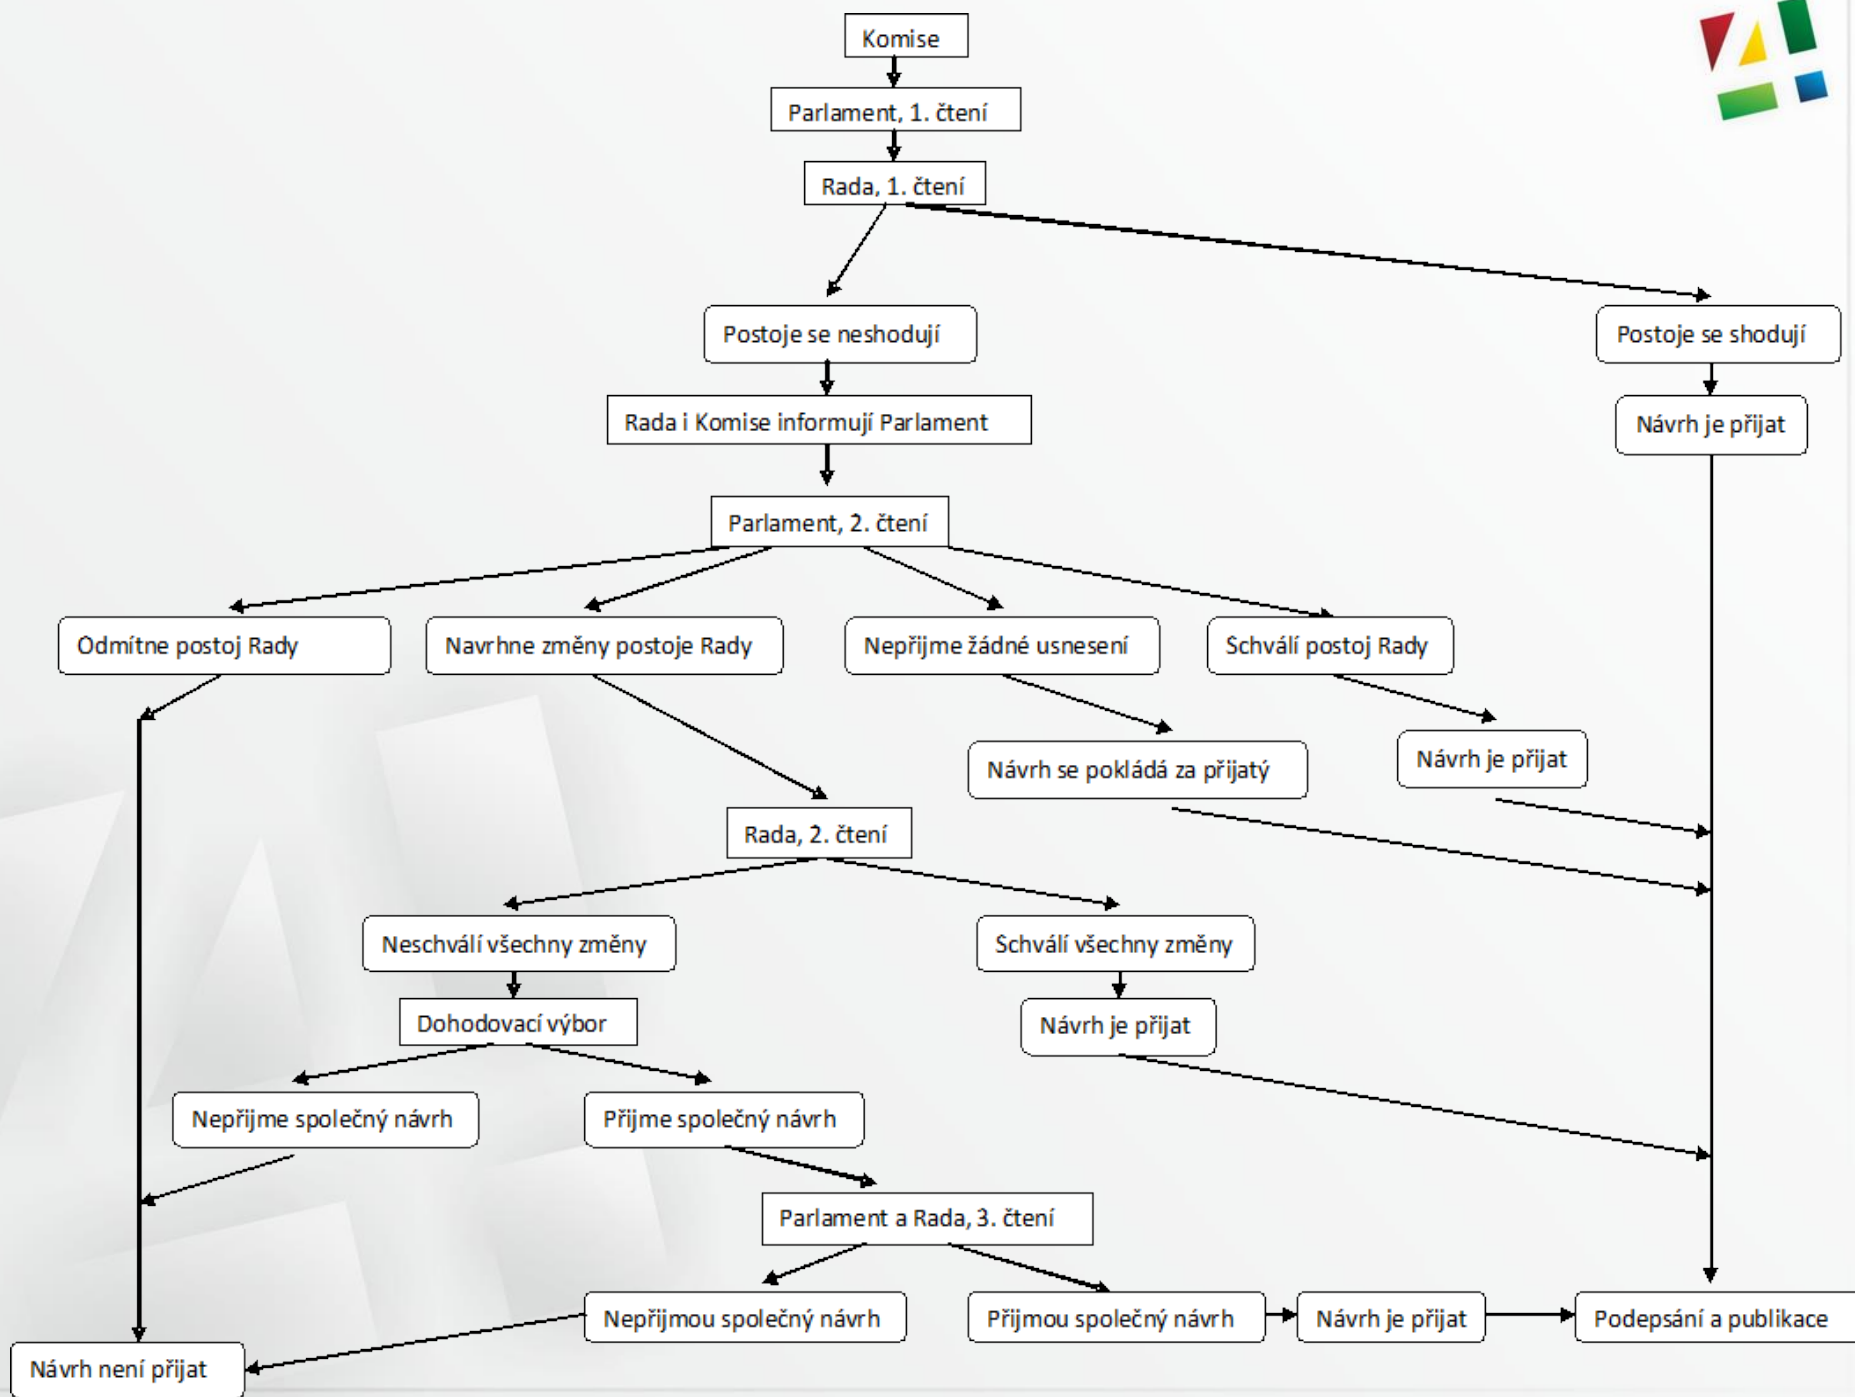 Komise
Parlament, 1. čtení
Rada, 1. čtení
Postoje se neshodují
Postoje se shodují
Rada i Komise informují Parlament
Návrh je přijat
Parlament, 2. čtení
Odmítne postoj Rady
Navrhne změny postoje Rady
Nepřijme žádné usnesení
Schválí postoj Rady
Návrh se pokládá za přijatý
Návrh je přijat
Rada, 2. čtení
Neschválí všechny změny
Schválí všechny změny
Dohodovací výbor
Návrh je přijat
Nepřijme společný návrh
Přijme společný návrh
Parlament a Rada, 3. čtení
Nepřijmou společný návrh
Přijmou společný návrh
Návrh je přijat
Podepsání a publikace
Návrh není přijat